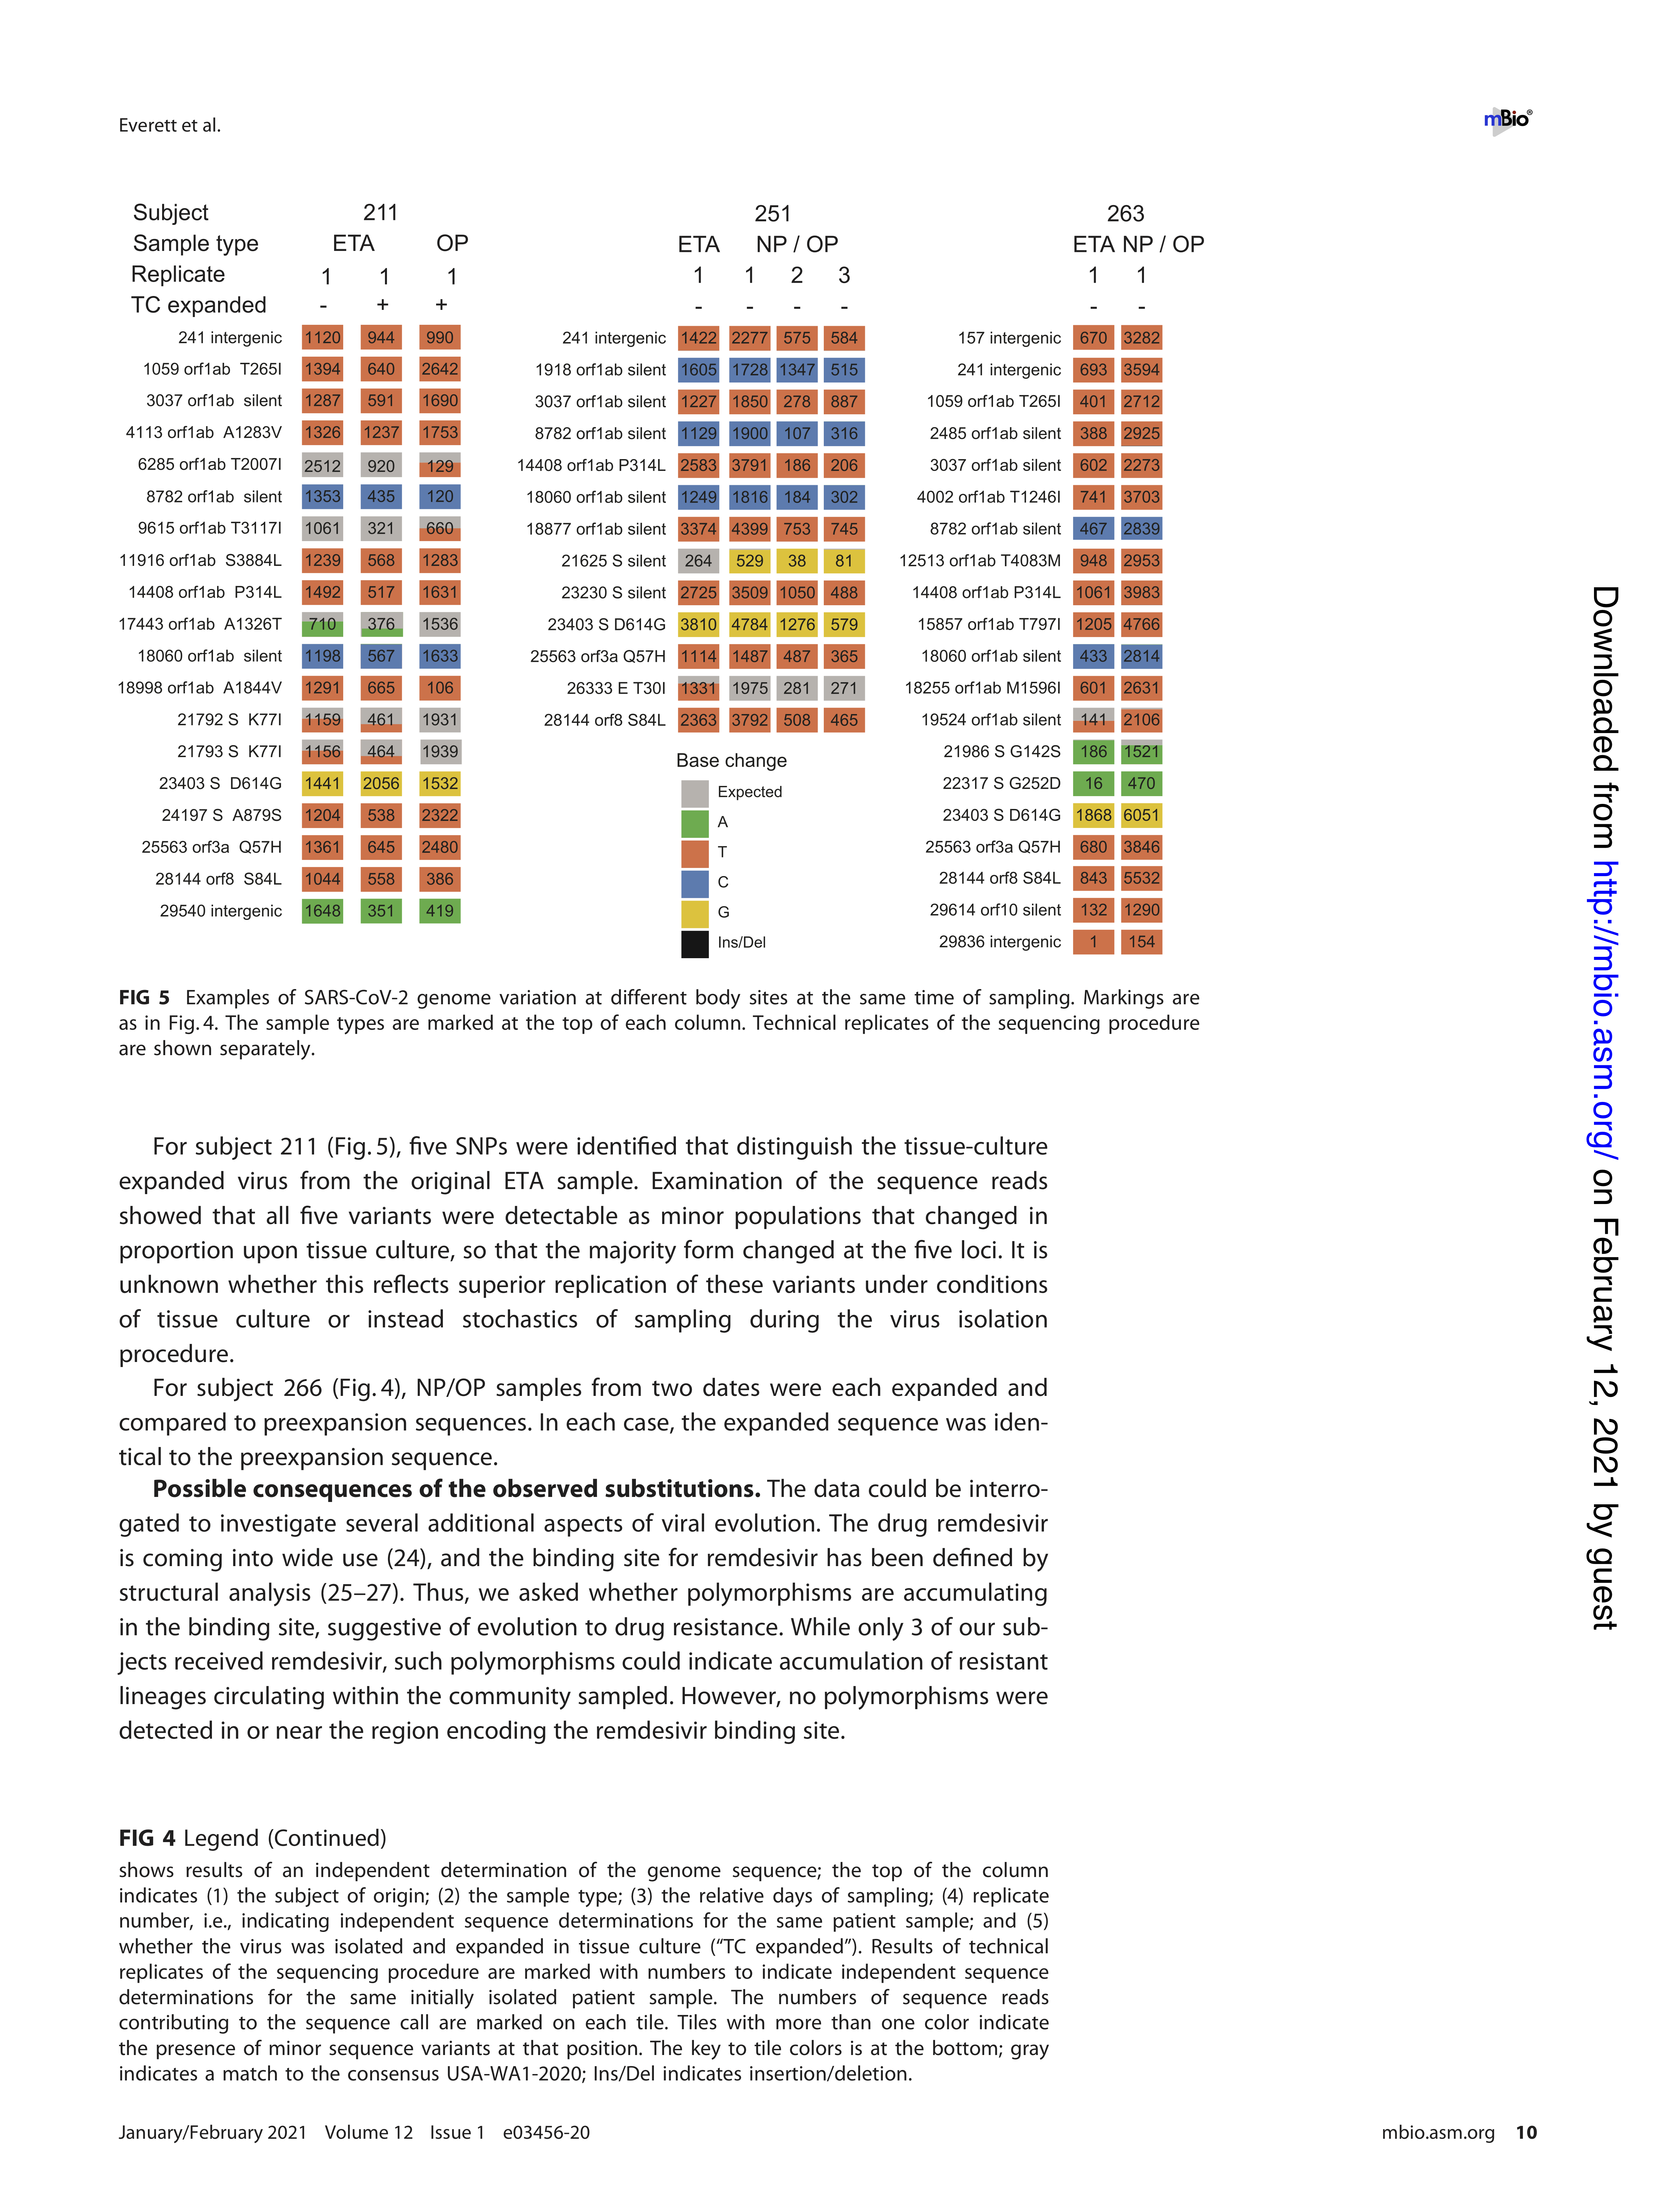 Everett et al.
mBio®
Subject 211 251 263
Sample type ETA OP ETA NP / OP ETA NP / OP
Replicate 1 1 1 1 1 2 3 1 1
TC expanded - + + - - - - - -
241 intergenic 1120 944 990
1059 orf1ab T265I 1394 640 2642
3037 orf1ab silent 1287 591 1690
4113 orf1ab A1283V 1326 1237 1753
6285 orf1ab T2007I 2512 920 129
8782 orf1ab silent 1353 435 120
9615 orf1ab T3117I 1061 321 660
11916 orf1ab S3884L 1239 568 1283
14408 orf1ab P314L 1492 517 1631
17443 orf1ab A1326T 710 376 1536
18060 orf1ab silent 1198 567 1633
18998 orf1ab A1844V 1291 665 106
21792 S K77I 1159 461 1931
21793 S K77I 1156 464 1939
23403 S D614G 1441 2056 1532
24197 S A879S 1204 538 2322
25563 orf3a Q57H 1361 645 2480
28144 orf8 S84L 1044 558 386
29540 intergenic 1648 351 419
241 intergenic 1422 2277 575 584
1918 orf1ab silent 1605 1728 1347 515
3037 orf1ab silent 1227 1850 278 887
8782 orf1ab silent 1129 1900 107 316
14408 orf1ab P314L 2583 3791 186 206
18060 orf1ab silent 1249 1816 184 302
18877 orf1ab silent 3374 4399 753 745
21625 S silent 264 529 38 81
23230 S silent 2725 3509 1050 488
23403 S D614G 3810 4784 1276 579
25563 orf3a Q57H 1114 1487 487 365
26333 E T30I 1331 1975 281 271
28144 orf8 S84L 2363 3792 508 465
Base change
Expected
A
T
C
G
Ins/Del
157 intergenic 670 3282
241 intergenic 693 3594
1059 orf1ab T265I 401 2712
2485 orf1ab silent 388 2925
3037 orf1ab silent 602 2273
4002 orf1ab T1246I 741 3703
8782 orf1ab silent 467 2839
12513 orf1ab T4083M 948 2953
14408 orf1ab P314L 1061 3983
15857 orf1ab T797I 1205 4766
18060 orf1ab silent 433 2814
18255 orf1ab M1596I 601 2631
19524 orf1ab silent 141 2106
21986 S G142S 186 1521
22317 S G252D 16 470
23403 S D614G 1868 6051
25563 orf3a Q57H 680 3846
28144 orf8 S84L 843 5532
29614 orf10 silent 132 1290
29836 intergenic 1 154
FIG 5 Examples of SARS-CoV-2 genome variation at different body sites at the same time of sampling. Markings are
as in Fig. 4. The sample types are marked at the top of each column. Technical replicates of the sequencing procedure
are shown separately.
For subject 211 (Fig. 5), five SNPs were identified that distinguish the tissue-culture
expanded virus from the original ETA sample. Examination of the sequence reads
showed that all five variants were detectable as minor populations that changed in
proportion upon tissue culture, so that the majority form changed at the five loci. It is
unknown whether this reflects superior replication of these variants under conditions
of tissue culture or instead stochastics of sampling during the virus isolation
procedure.
For subject 266 (Fig. 4), NP/OP samples from two dates were each expanded and
compared to preexpansion sequences. In each case, the expanded sequence was iden-
tical to the preexpansion sequence.
Possible consequences of the observed substitutions. The data could be interro-
gated to investigate several additional aspects of viral evolution. The drug remdesivir
is coming into wide use (24), and the binding site for remdesivir has been defined by
structural analysis (25–27). Thus, we asked whether polymorphisms are accumulating
in the binding site, suggestive of evolution to drug resistance. While only 3 of our sub-
jects received remdesivir, such polymorphisms could indicate accumulation of resistant
lineages circulating within the community sampled. However, no polymorphisms were
detected in or near the region encoding the remdesivir binding site.
FIG 4 Legend (Continued)
shows results of an independent determination of the genome sequence; the top of the column
indicates (1) the subject of origin; (2) the sample type; (3) the relative days of sampling; (4) replicate
number, i.e., indicating independent sequence determinations for the same patient sample; and (5)
whether the virus was isolated and expanded in tissue culture (“TC expanded”). Results of technical
replicates of the sequencing procedure are marked with numbers to indicate independent sequence
determinations for the same initially isolated patient sample. The numbers of sequence reads
contributing to the sequence call are marked on each tile. Tiles with more than one color indicate
the presence of minor sequence variants at that position. The key to tile colors is at the bottom; gray
indicates a match to the consensus USA-WA1-2020; Ins/Del indicates insertion/deletion.
January/February 2021 Volume 12 Issue 1 e03456-20
mbio.asm.org 10
Downloaded from http://mbio.asm.org/ on February 12, 2021 by guest